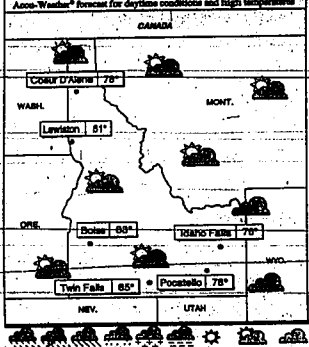 Accu-Weather® forecast for daytime conditions and high temperatures
CANADA
Coeur D'Alene 78°
WASH.
MONT.
Lewiston 81°
ORE.
Boise 83°
Idaho Falls 76°
WYO.
Twin Falls 85°
Pocatello 78°
NEV.
UTAH